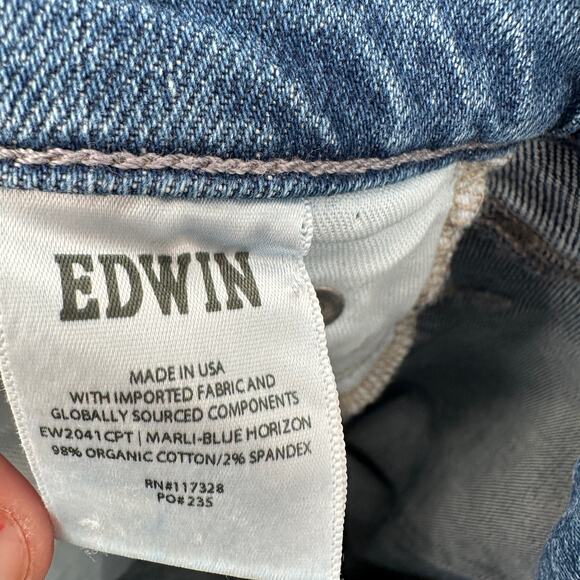 EDWIN
MADE IN USA
WITH IMPORTED FABRIC AND
GLOBALLY SOURCED COMPONENTS
EW2041CPT | MARLI-BLUE HORIZON
98% ORGANIC COTTON/2% SPANDEX
RN#117328
PO#235